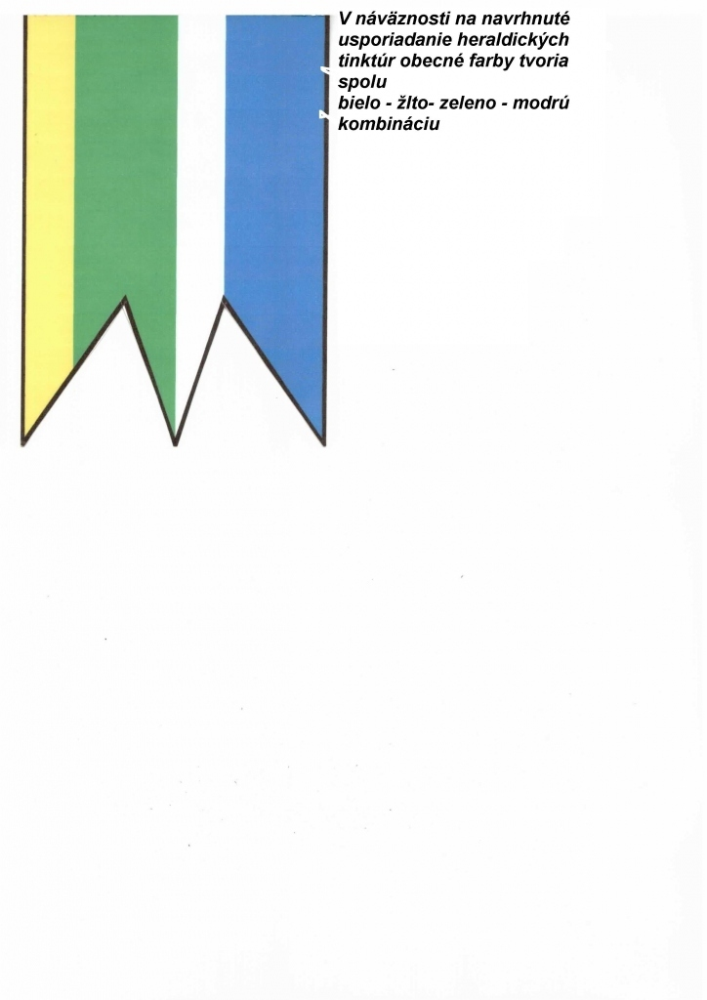 V náväznosti na navrhnuté
usporiadanie heraldických
tinktúr obecné farby tvoria
spolu
bielo - žlto- zeleno - modrú
kombináciu